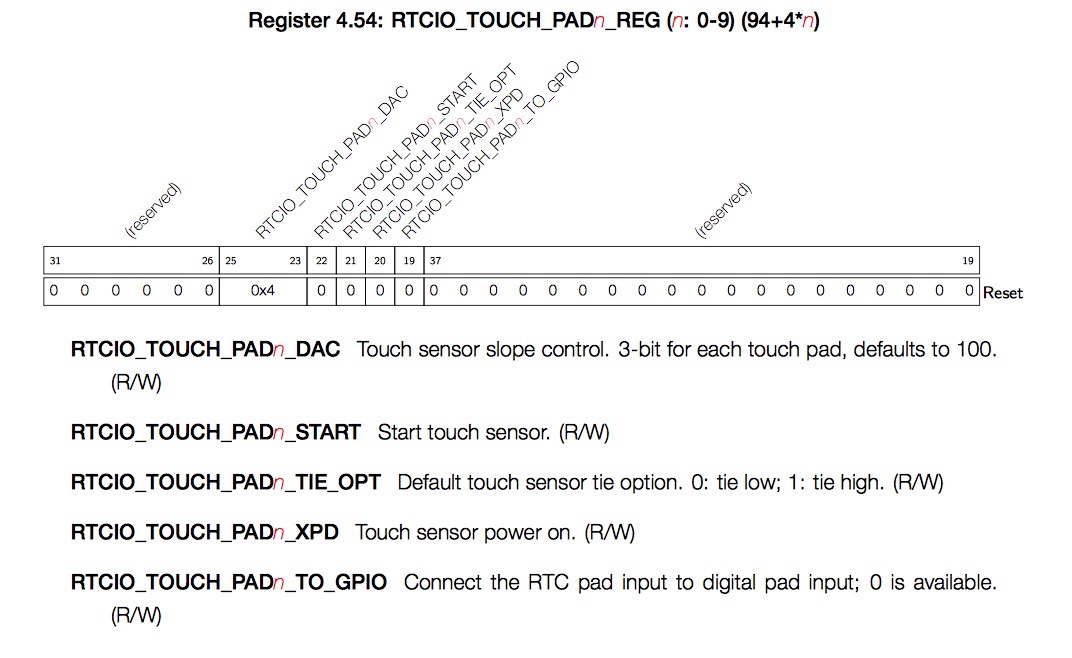 Register 4.54: RTCIO_TOUCH_PADn_REG (n: 0-9) (94+4*n)
(reserved)
RTCIO_TOUCH_PADn_DAC
RTCIO_TOUCH_PADn_START
RTCIO_TOUCH_PADn_TIE_OPT
RTCIO_TOUCH_PADn_XPD
RTCIO_TOUCH_PADn_TO_GPIO
(reserved)
31 26 25 23 22 21 20 19 37 19
0 0 0 0 0 0 0x4 0 0 0 0 0 0 0 0 0 0 0 0 0 0 0 0 0 0 0 0 0 0 0 Reset
RTCIO_TOUCH_PADn_DAC Touch sensor slope control. 3-bit for each touch pad, defaults to 100.
(R/W)
RTCIO_TOUCH_PADn_START Start touch sensor. (R/W)
RTCIO_TOUCH_PADn_TIE_OPT Default touch sensor tie option. 0: tie low; 1: tie high. (R/W)
RTCIO_TOUCH_PADn_XPD Touch sensor power on. (R/W)
RTCIO_TOUCH_PADn_TO_GPIO Connect the RTC pad input to digital pad input; 0 is available.
(R/W)